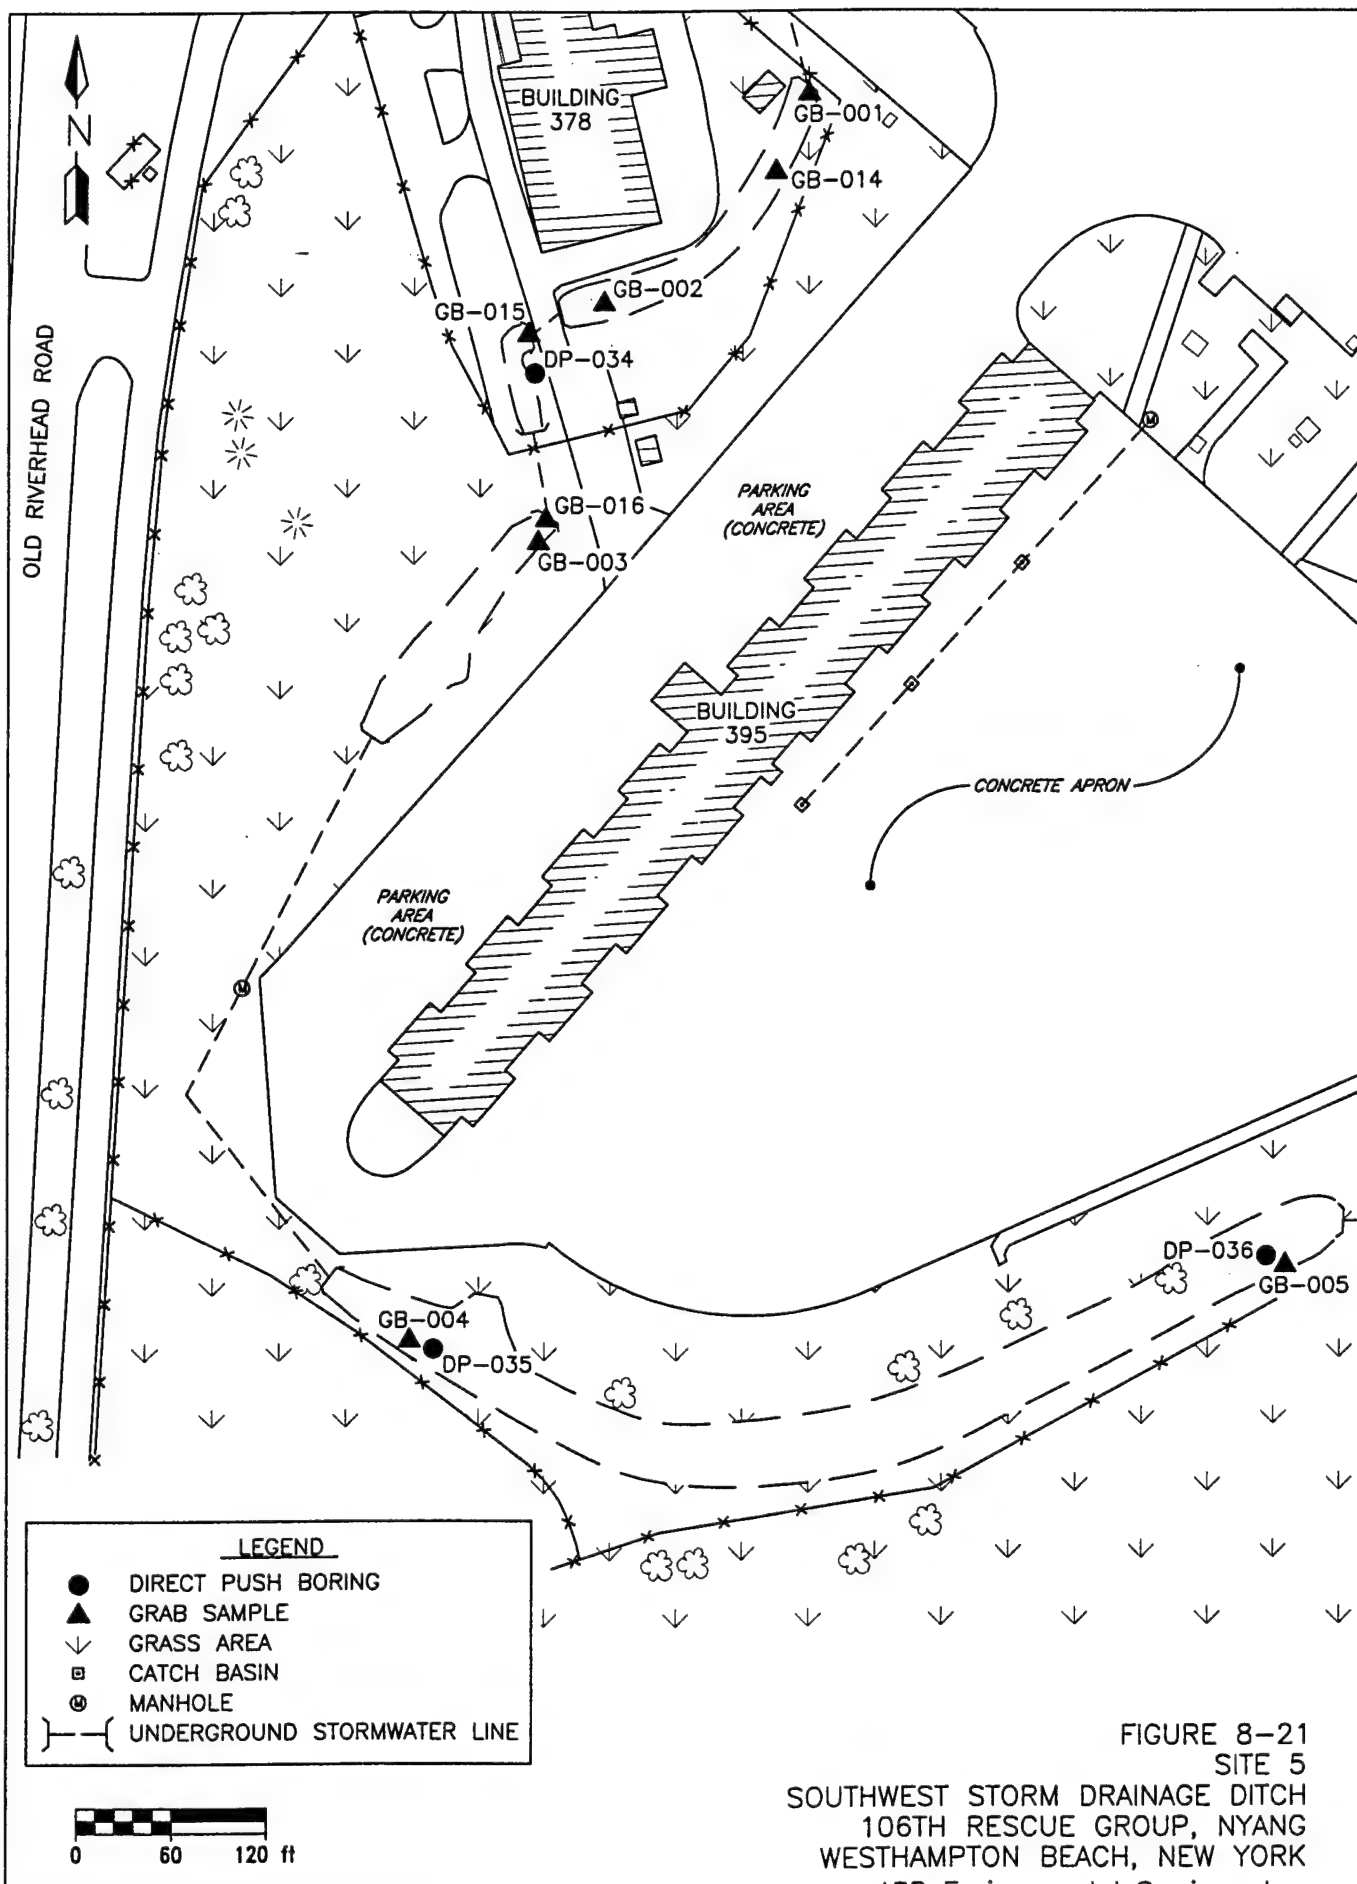 N
BUILDING
378
GB-001
GB-014
GB-002
GB-015
DP-034
OLD RIVERHEAD ROAD
GB-016
GB-003
PARKING
AREA
(CONCRETE)
M
BUILDING
395
CONCRETE APRON
PARKING
AREA
(CONCRETE)
M
DP-036
GB-005
GB-004
DP-035
LEGEND
DIRECT PUSH BORING
GRAB SAMPLE
GRASS AREA
CATCH BASIN
M MANHOLE
UNDERGROUND STORMWATER LINE
0 60 120 ft
FIGURE 8-21
SITE 5
SOUTHWEST STORM DRAINAGE DITCH
106TH RESCUE GROUP, NYANG
WESTHAMPTON BEACH, NEW YORK